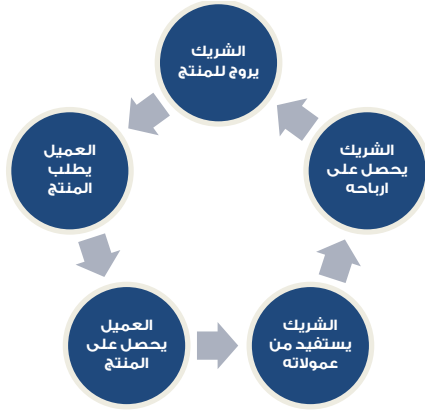 الشريك
يروج للمنتج
العميل
يطلب
المنتج
العميل
يحصل على
المنتج
الشريك
يستفيد من
عمولاته
الشريك
يحصل على
ارباحه